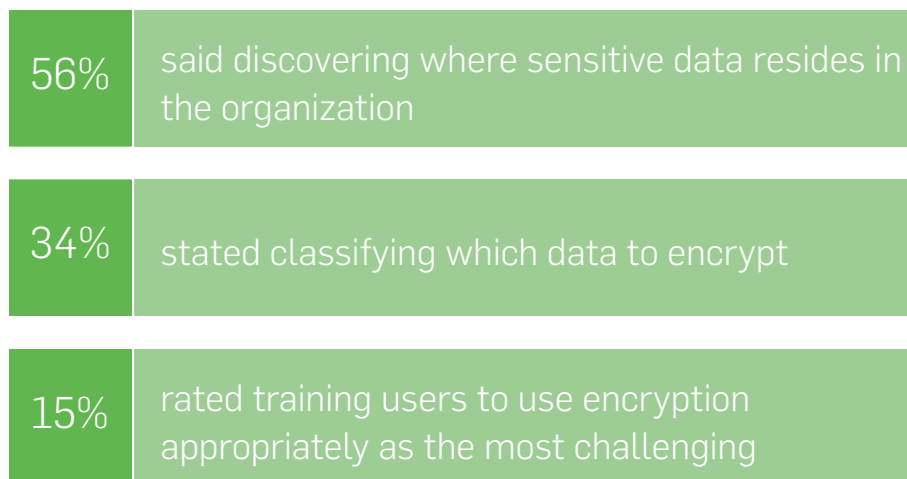 56%
said discovering where sensitive data resides in
the organization
34%
stated classifying which data to encrypt
15%
rated training users to use encryption
appropriately as the most challenging